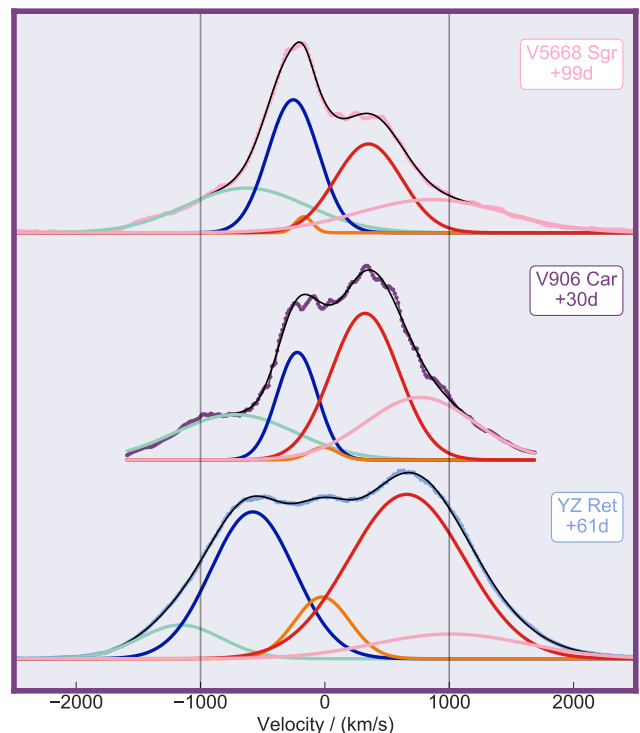 V5668 Sgr
+99d
V906 Car
+30d
YZ Ret
+61d
−2000 −1000 0 1000 2000
Velocity / (km/s)